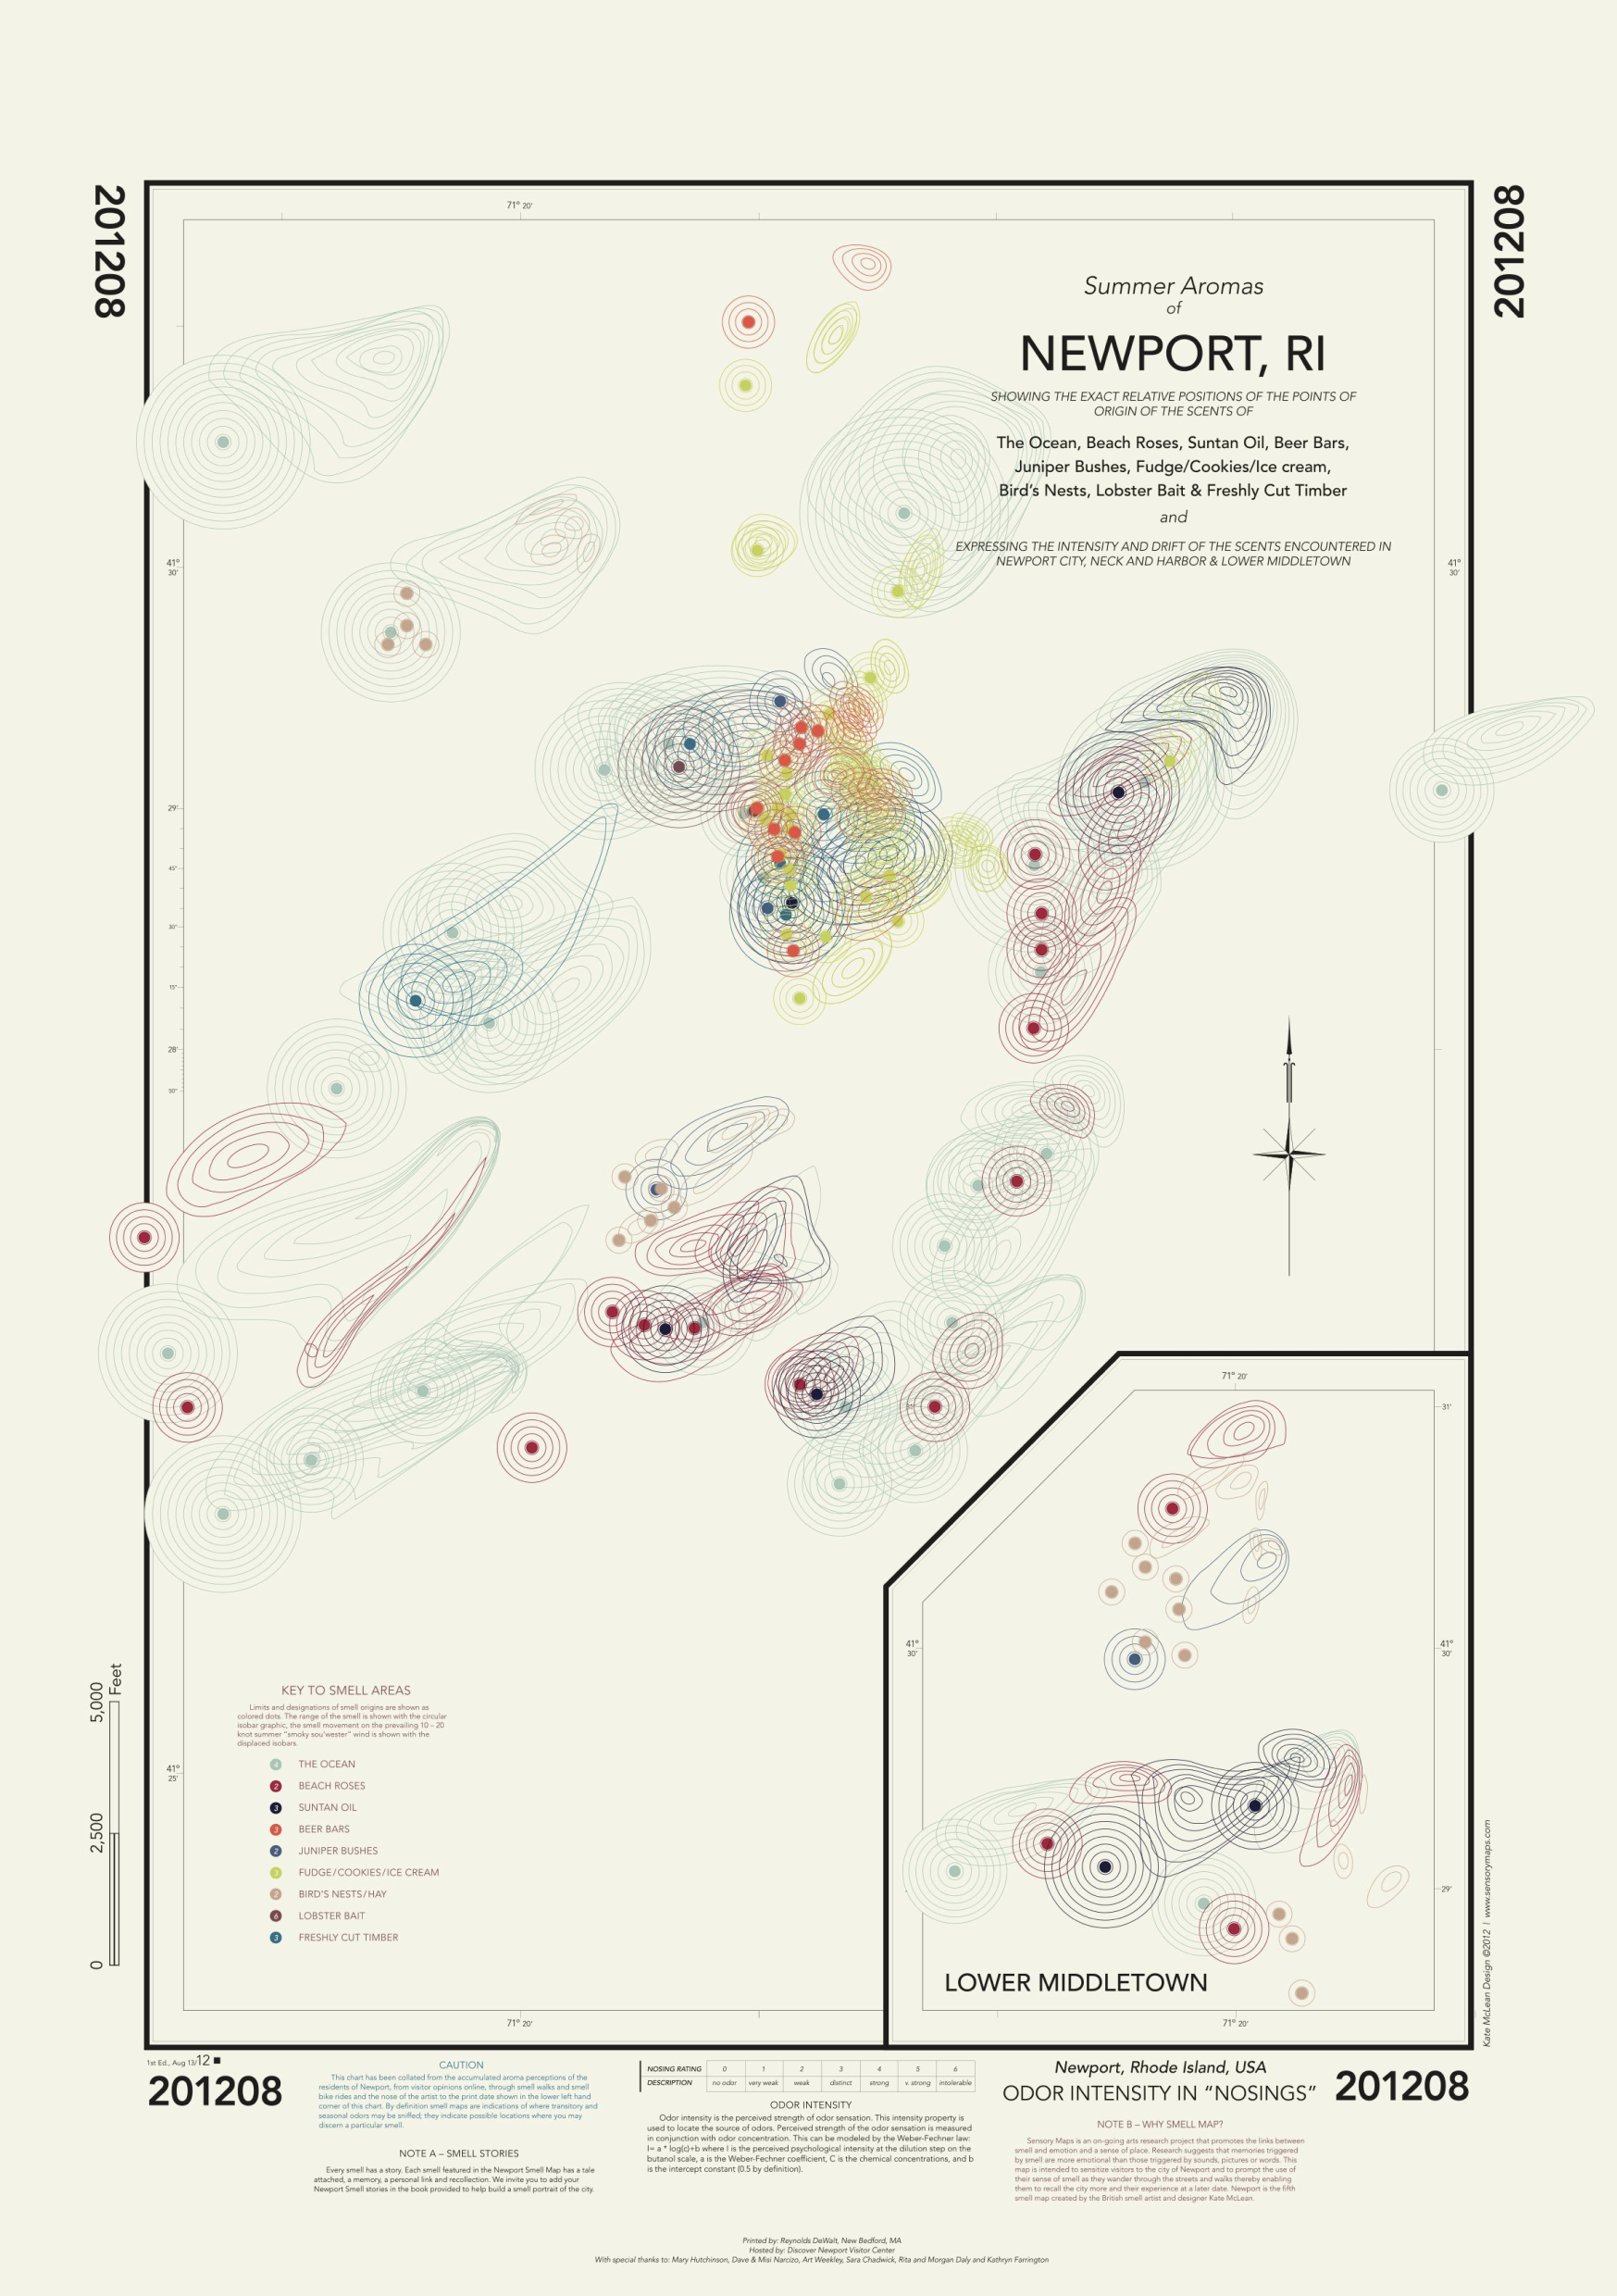 201208
201208
71° 20'
Summer Aromas
of
NEWPORT, RI
SHOWING THE EXACT RELATIVE POSITIONS OF THE POINTS OF
ORIGIN OF THE SCENTS OF
The Ocean, Beach Roses, Suntan Oil, Beer Bars,
Juniper Bushes, Fudge/Cookies/Ice cream,
Bird's Nests, Lobster Bait & Freshly Cut Timber
and
EXPRESSING THE INTENSITY AND DRIFT OF THE SCENTS ENCOUNTERED IN
NEWPORT CITY, NECK AND HARBOR & LOWER MIDDLETOWN
41°
30'
41°
30'
29'
45"
30"
15"
28'
50"
71° 20'
31'
31'
41°
30'
41°
30'
29'
LOWER MIDDLETOWN
71° 20'
5,000
Feet
2,500
0
41°
25'
KEY TO SMELL AREAS
Limits and designations of smell origins are shown as
colored dots. The range of the smell is shown with the circular
isobar graphic, the smell movement on the prevailing 10 – 20
knot summer "smoky sou'wester" wind is shown with the
displaced isobars.
4 THE OCEAN
2 BEACH ROSES
3 SUNTAN OIL
3 BEER BARS
2 JUNIPER BUSHES
3 FUDGE/COOKIES/ICE CREAM
2 BIRD'S NESTS/HAY
6 LOBSTER BAIT
3 FRESHLY CUT TIMBER
71° 20'
Kate McLean Design ©2012 | www.sensorymaps.com
1st Ed., Aug 13/12
201208
CAUTION
This chart has been collated from the accumulated aroma perceptions of the
residents of Newport, from visitor opinions online, through smell walks and smell
bike rides and the nose of the artist to the print date shown in the lower left hand
corner of this chart. By definition smell maps are indications of where transitory and
seasonal odors may be sniffed; they indicate possible locations where you may
discern a particular smell.
NOTE A – SMELL STORIES
Every smell has a story. Each smell featured in the Newport Smell Map has a tale
attached, a memory, a personal link and recollection. We invite you to add your
Newport Smell stories in the book provided to help build a smell portrait of the city.
NOSING RATING 0 1 2 3 4 5 6
DESCRIPTION no odor very weak weak distinct strong v. strong intolerable
ODOR INTENSITY
Odor intensity is the perceived strength of odor sensation. This intensity property is
used to locate the source of odors. Perceived strength of the odor sensation is measured
in conjunction with odor concentration. This can be modeled by the Weber-Fechner law:
I= a * log(c)+b where I is the perceived psychological intensity at the dilution step on the
butanol scale, a is the Weber-Fechner coefficient, C is the chemical concentrations, and b
is the intercept constant (0.5 by definition).
Newport, Rhode Island, USA
ODOR INTENSITY IN "NOSINGS"
201208
NOTE B – WHY SMELL MAP?
Sensory Maps is an on-going arts research project that promotes the links between
smell and emotion and a sense of place. Research suggests that memories triggered
by smell are more emotional than those triggered by sounds, pictures or words. This
map is intended to sensitize visitors to the city of Newport and to prompt the use of
their sense of smell as they wander through the streets and walks thereby enabling
them to recall the city more and their experience at a later date. Newport is the fifth
smell map created by the British smell artist and designer Kate McLean.
Printed by: Reynolds DeWalt, New Bedford, MA
Hosted by: Discover Newport Visitor Center
With special thanks to: Mary Hutchinson, Dave & Misi Narcizo, Art Weekley, Sara Chadwick, Rita and Morgan Daly and Kathryn Farrington